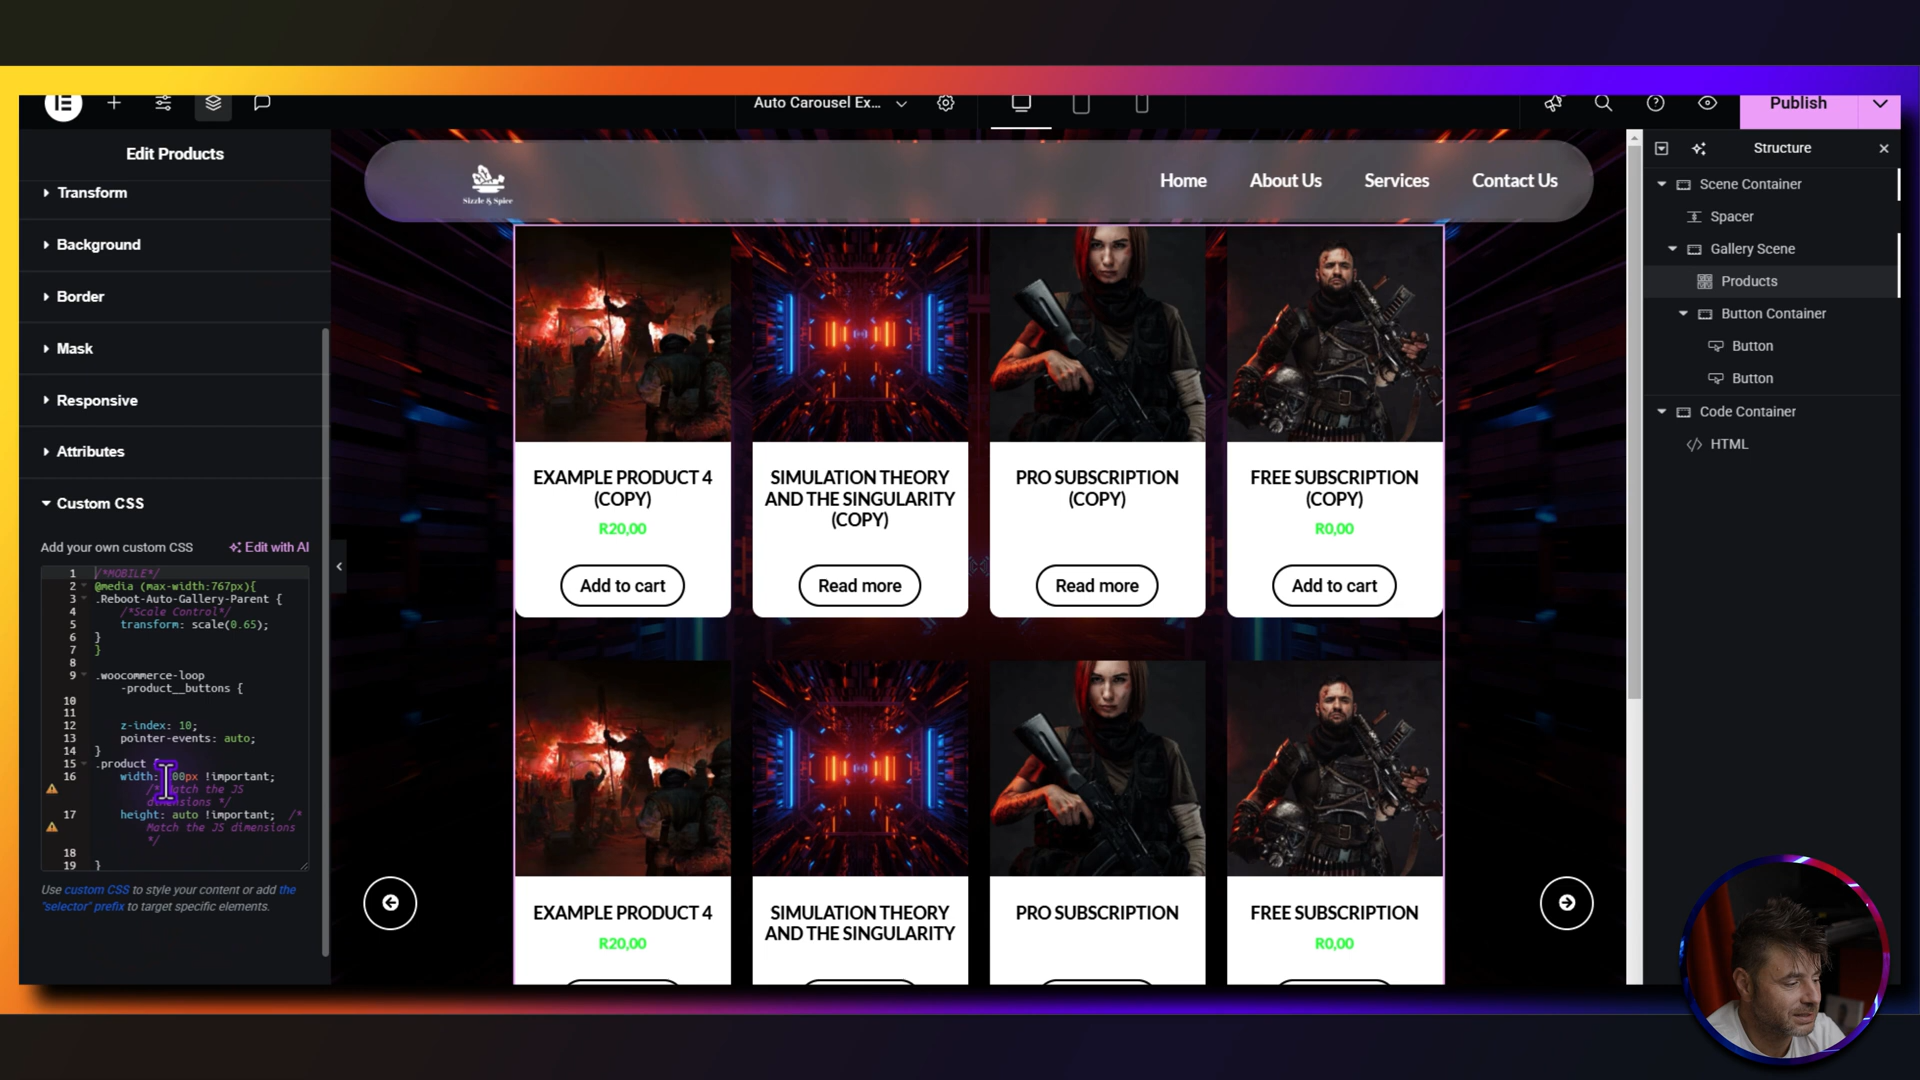 Auto Carousel Ex...
Publish
Edit Products
Transform
Background
Border
Mask
Responsive
Attributes
Custom CSS
Add your own custom CSS
Edit with AI
1 /*MOBILE*/
2 @media (max-width:767px){
3 .Reboot-Auto-Gallery-Parent {
4 /*Scale Control*/
5 transform: scale(0.65);
6 }
7 }
8
9 .woocommerce-loop
-product__buttons {
10
11
12 z-index: 10;
13 pointer-events: auto;
14 }
15 .product
16 width: 00px !important;
/* Match the JS
dimensions */
17 height: auto !important; /*
Match the JS dimensions
*/
18
19 }
Use custom CSS to style your content or add the
"selector" prefix to target specific elements.
Sizzle & Spice
Home
About Us
Services
Contact Us
EXAMPLE PRODUCT 4
(COPY)
R20,00
Add to cart
SIMULATION THEORY
AND THE SINGULARITY
(COPY)
Read more
PRO SUBSCRIPTION
(COPY)
Read more
FREE SUBSCRIPTION
(COPY)
R0,00
Add to cart
EXAMPLE PRODUCT 4
R20,00
SIMULATION THEORY
AND THE SINGULARITY
PRO SUBSCRIPTION
FREE SUBSCRIPTION
R0,00
Structure
Scene Container
Spacer
Gallery Scene
Products
Button Container
Button
Button
Code Container
HTML